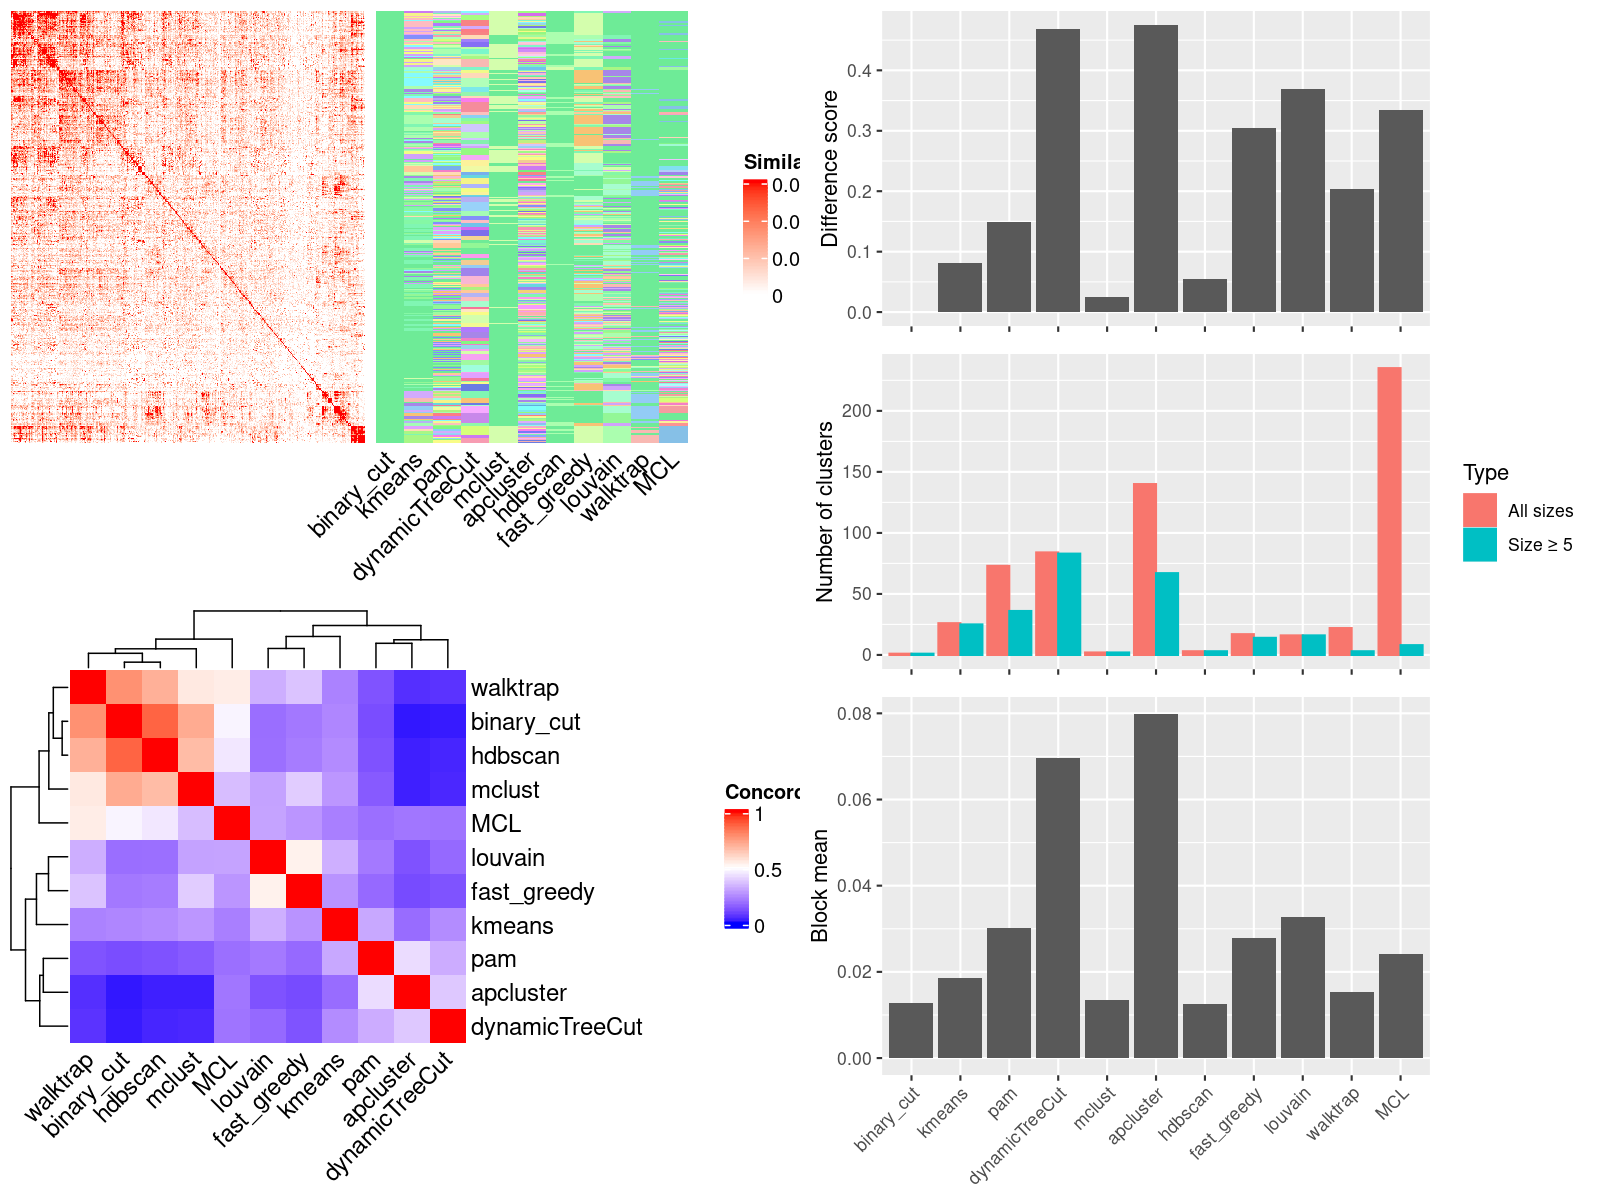 Simila
0.0
0.0
0.0
0
binary_cut
kmeans
pam
dynamicTreeCut
mclust
apcluster
hdbscan
fast_greedy
louvain
walktrap
MCL
walktrap
binary_cut
hdbscan
mclust
MCL
louvain
fast_greedy
kmeans
pam
apcluster
dynamicTreeCut
Concord
1
0.5
0
walktrap
binary_cut
hdbscan
mclust
MCL
louvain
fast_greedy
kmeans
pam
apcluster
dynamicTreeCut
Difference score
0.4
0.3
0.2
0.1
0.0
Number of clusters
200
150
100
50
0
Type
All sizes
Size ≥ 5
Block mean
0.08
0.06
0.04
0.02
0.00
binary_cut
kmeans
pam
dynamicTreeCut
mclust
apcluster
hdbscan
fast_greedy
louvain
walktrap
MCL